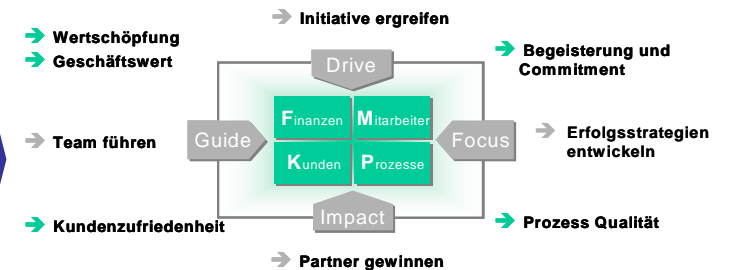 Initiative ergreifen
Wertschöpfung
Geschäftswert
Begeisterung und
Commitment
Drive
Finanzen
Mitarbeiter
Team führen
Guide
Focus
Erfolgsstrategien
entwickeln
Kunden
Prozesse
Kundenzufriedenheit
Impact
Prozess Qualität
Partner gewinnen